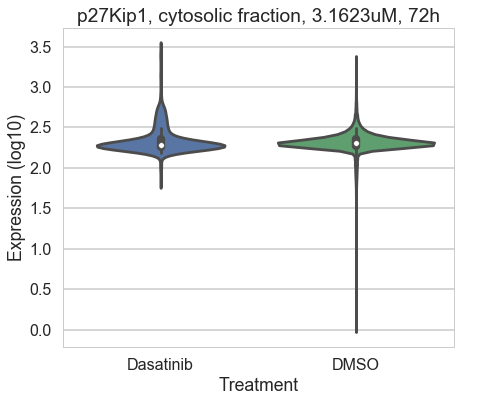 p27Kip1, cytosolic fraction, 3.1623uM, 72h
Expression (log10)
3.5
3.0
2.5
2.0
1.5
1.0
0.5
0.0
Dasatinib
DMSO
Treatment